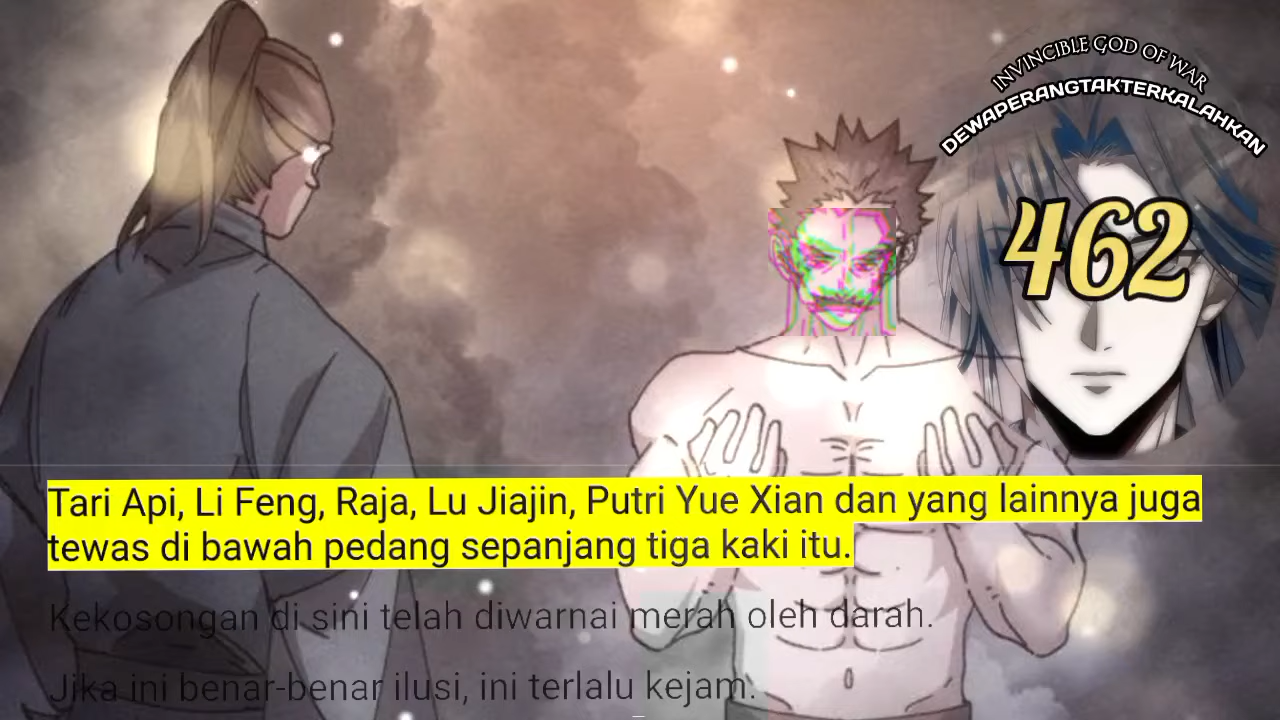 INVINCIBLE GOD OF WAR
DEWAPERANGTAKTERKALAHKAN
462
Tari Api, Li Feng, Raja, Lu Jiajin, Putri Yue Xian dan yang lainnya juga
tewas di bawah pedang sepanjang tiga kaki itu.
Kekosongan di sini telah diwarnai merah oleh darah.
Jika ini benar-benar ilusi, ini terlalu kejam.